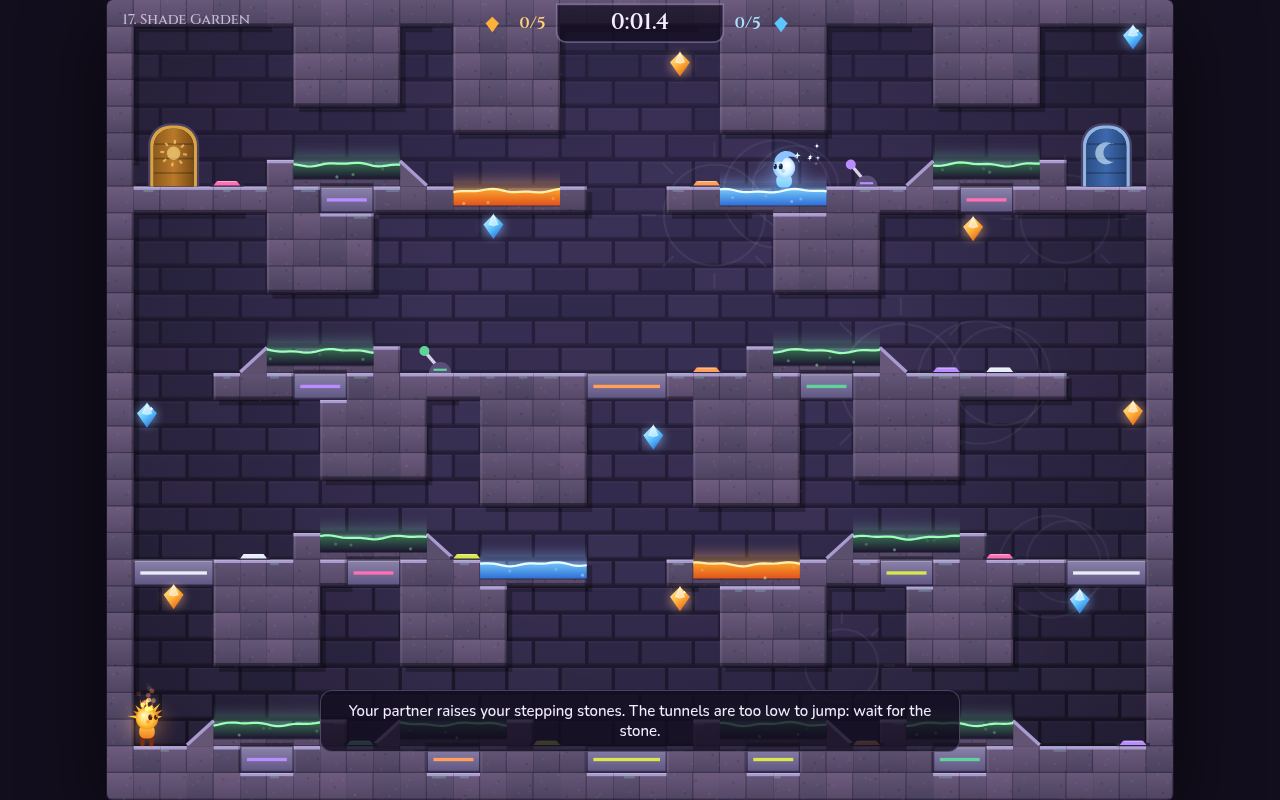 17. Shade Garden
0/5
0:01.4
0/5
Your partner raises your stepping stones. The tunnels are too low to jump: wait for the
stone.